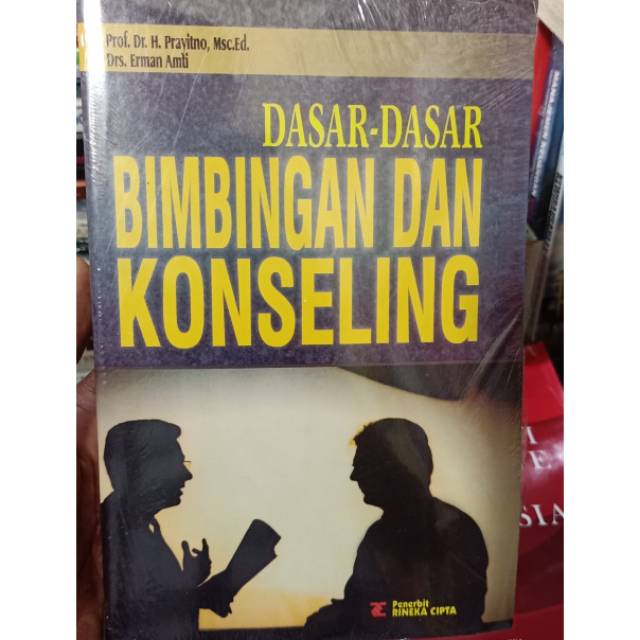 Prof. Dr. H. Prayitno, Msc.Ed.
Drs. Erman Amti
DASAR-DASAR
BIMBINGAN DAN
KONSELING
Penerbit
RINEKA CIPTA